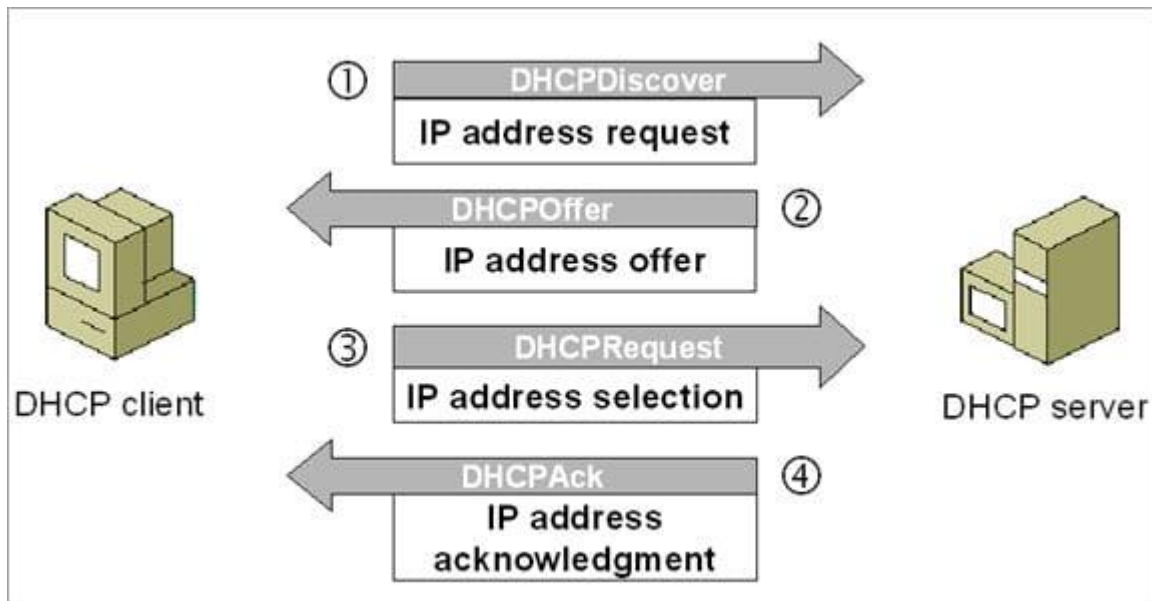 ① DHCPDiscover
IP address request
DHCPOffer ②
IP address offer
③ DHCPRequest
IP address selection
DHCP client
DHCP server
DHCPAck ④
IP address
acknowledgment